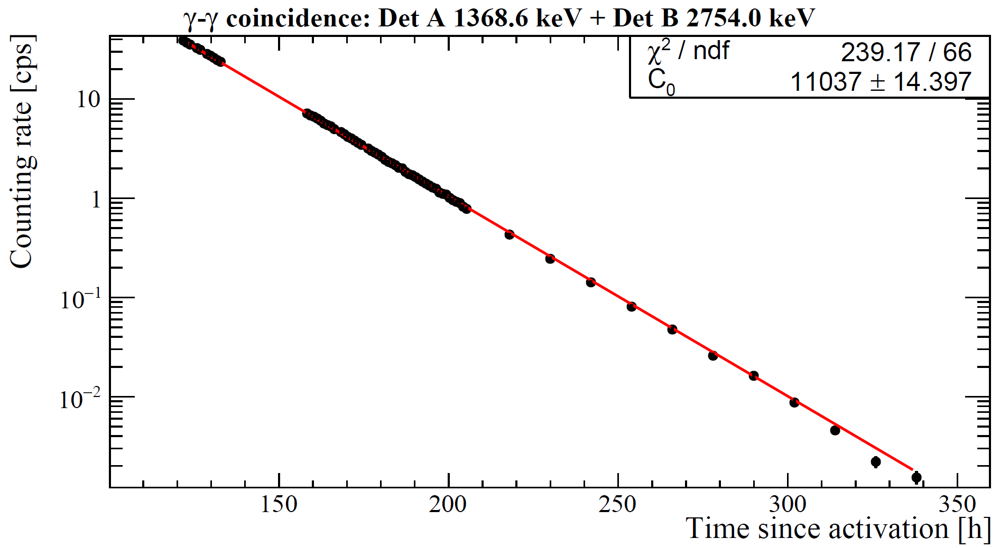 γ-γ coincidence: Det A 1368.6 keV + Det B 2754.0 keV
χ² / ndf 239.17 / 66
C₀ 11037 ± 14.397
Counting rate [cps]
10
1
10⁻¹
10⁻²
150 200 250 300 350
Time since activation [h]